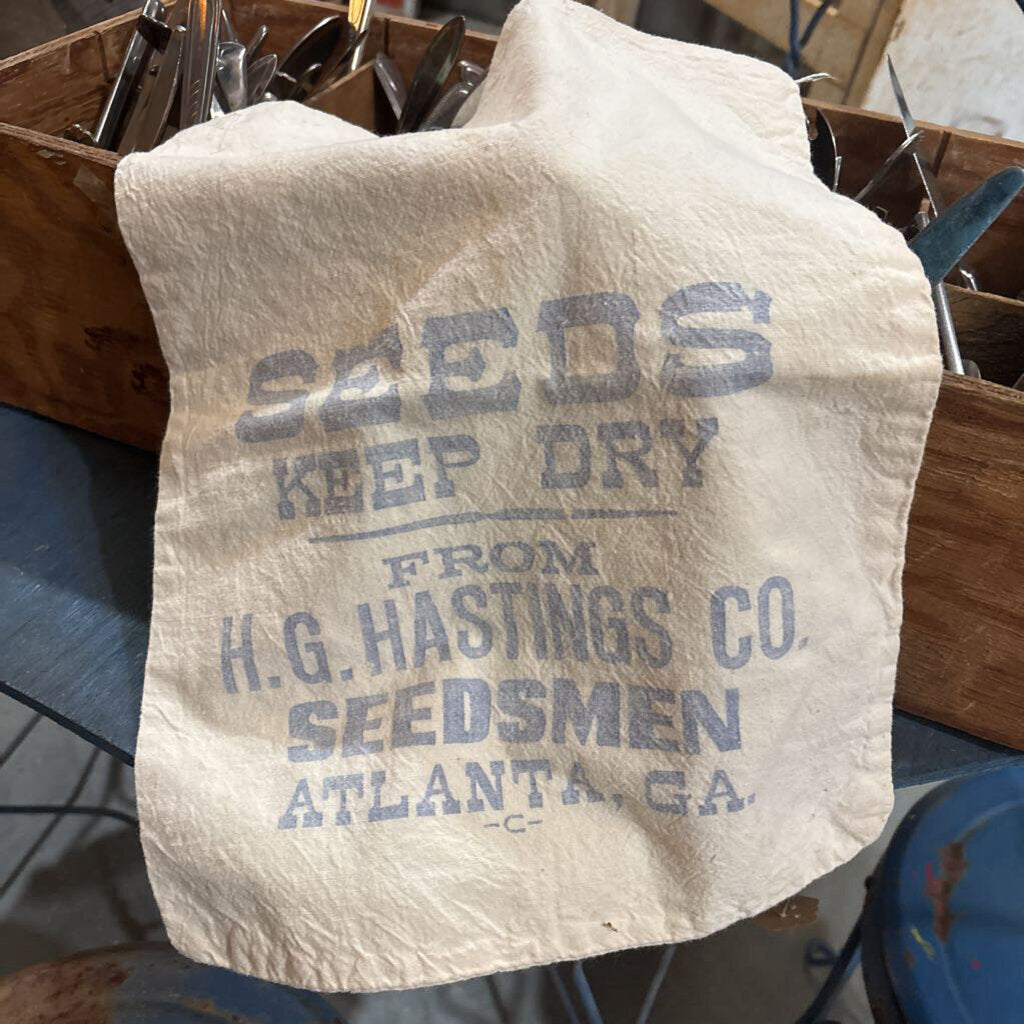 SEEDS
KEEP DRY
FROM
H.G. HASTINGS CO.
SEEDSMEN
ATLANTA, GA.
-C-